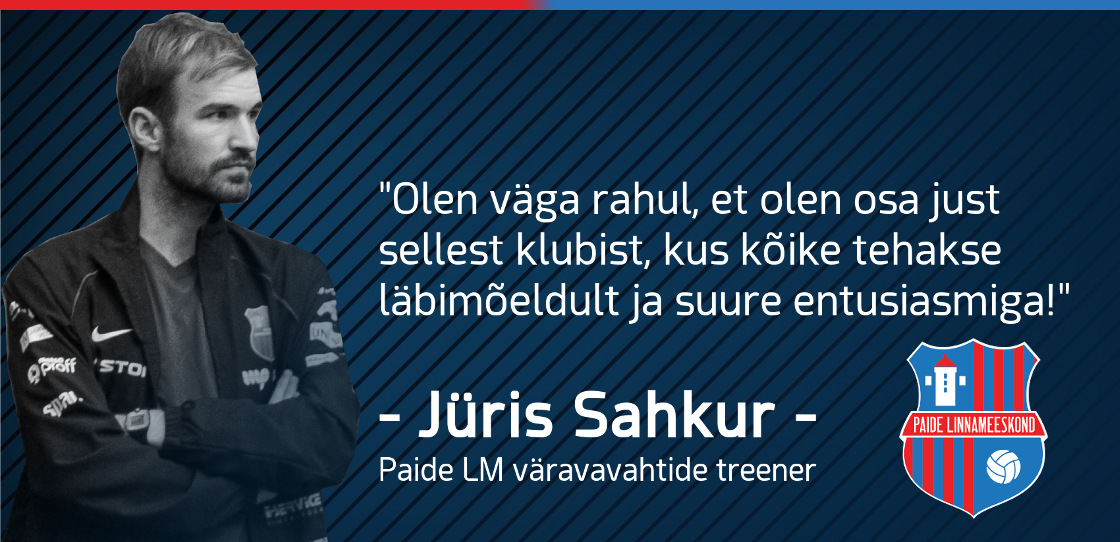 "Olen väga rahul, et olen osa just
sellest klubist, kus kõike tehakse
läbimõeldult ja suure entusiasmiga!"
- Jüris Sahkur -
Paide LM väravavahtide treener
PAIDE LINNAMEESKOND